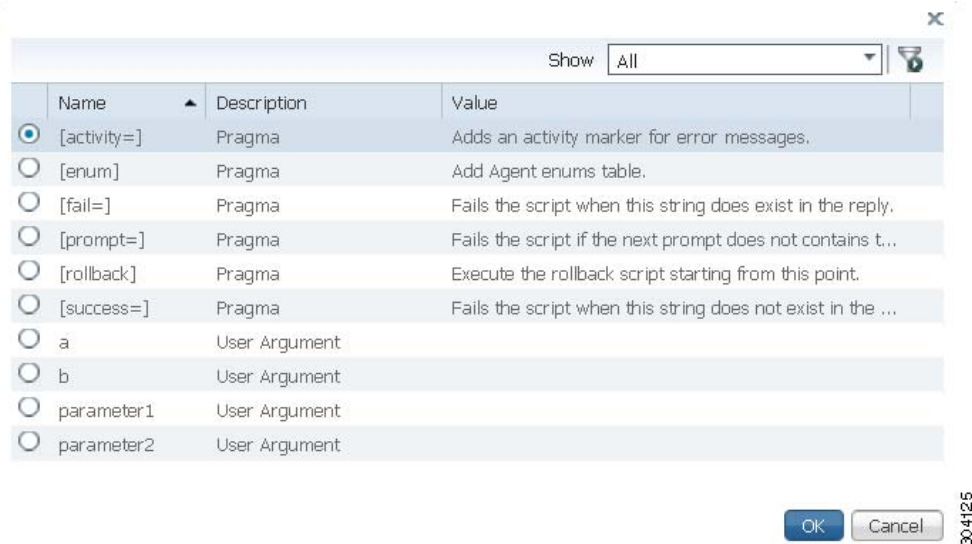 Show All
Name Description Value
[activity=] Pragma Adds an activity marker for error messages.
[enum] Pragma Add Agent enums table.
[fail=] Pragma Fails the script when this string does exist in the reply.
[prompt=] Pragma Fails the script if the next prompt does not contains t...
[rollback] Pragma Execute the rollback script starting from this point.
[success=] Pragma Fails the script when this string does not exist in the ...
a User Argument
b User Argument
parameter1 User Argument
parameter2 User Argument
OK Cancel
304125